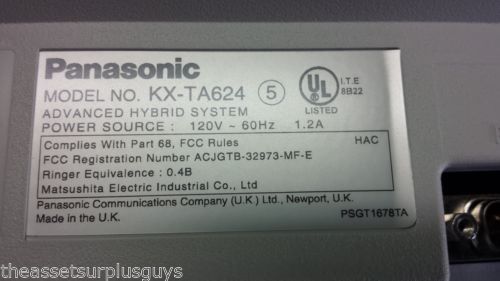 Panasonic
MODEL NO. KX-TA624 5
ADVANCED HYBRID SYSTEM
POWER SOURCE : 120V ~ 60Hz 1.2A
UL
LISTED
I.T.E
8B22
Complies With Part 68, FCC Rules HAC
FCC Registration Number ACJGTB-32973-MF-E
Ringer Equivalence : 0.4B
Matsushita Electric Industrial Co., Ltd
Panasonic Communications Company (U.K.) Ltd., Newport, U.K.
Made in the U.K. PSGT1678TA
theassetsurplusguys